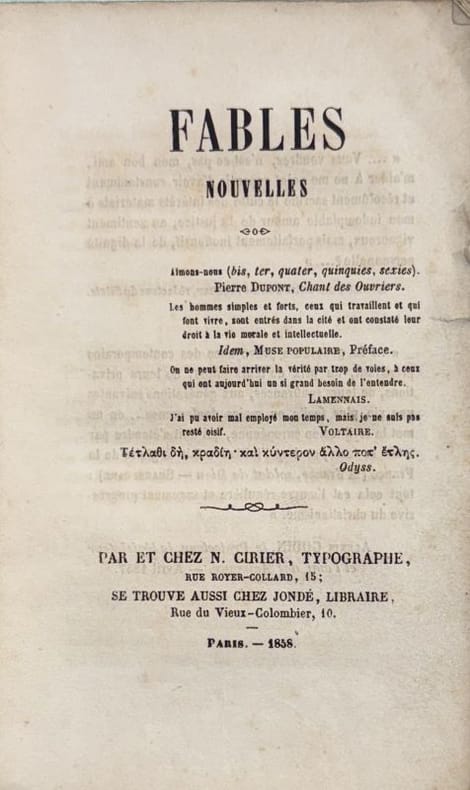 FABLES
NOUVELLES
Aimons-nous (bis, ter, quater, quinquies, sexies).
Pierre DUPONT, Chant des Ouvriers.
Les hommes simples et forts, ceux qui travaillent et qui
font vivre, sont entrés dans la cité et ont constaté leur
droit à la vie morale et intellectuelle.
Idem, MUSE POPULAIRE, Préface.
On ne peut faire arriver la vérité par trop de voies, à ceux
qui ont aujourd'hui un si grand besoin de l'entendre.
LAMENNAIS.
J'ai pu avoir mal employé mon temps, mais je ne suis pas
resté oisif. VOLTAIRE.
Τέτλαθι δὴ, κραδίη· καὶ κύντερον ἄλλο ποτ' ἔτλης.
Odyss.
PAR ET CHEZ N. CIRIER, TYPOGRAPHE,
RUE ROYER-COLLARD, 15;
SE TROUVE AUSSI CHEZ JONDÉ, LIBRAIRE,
Rue du Vieux-Colombier, 10.
PARIS. — 1858.